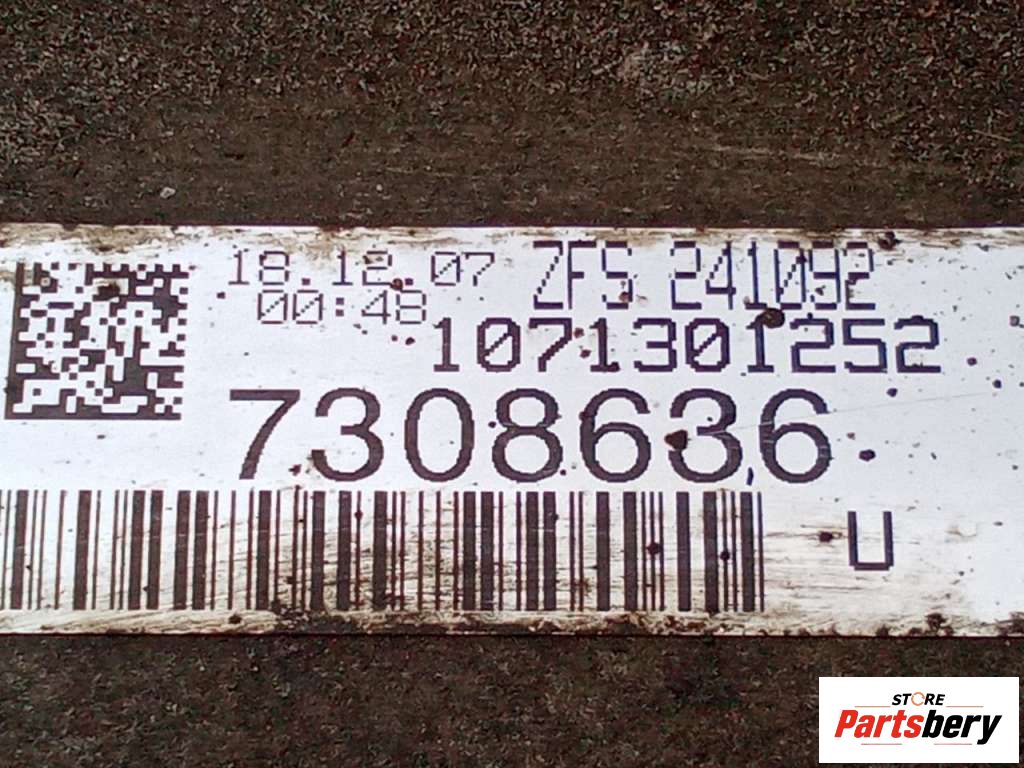 18.12.07 ZFS 241092
00:48
1071301252
7308636
U
STORE
Partsbery